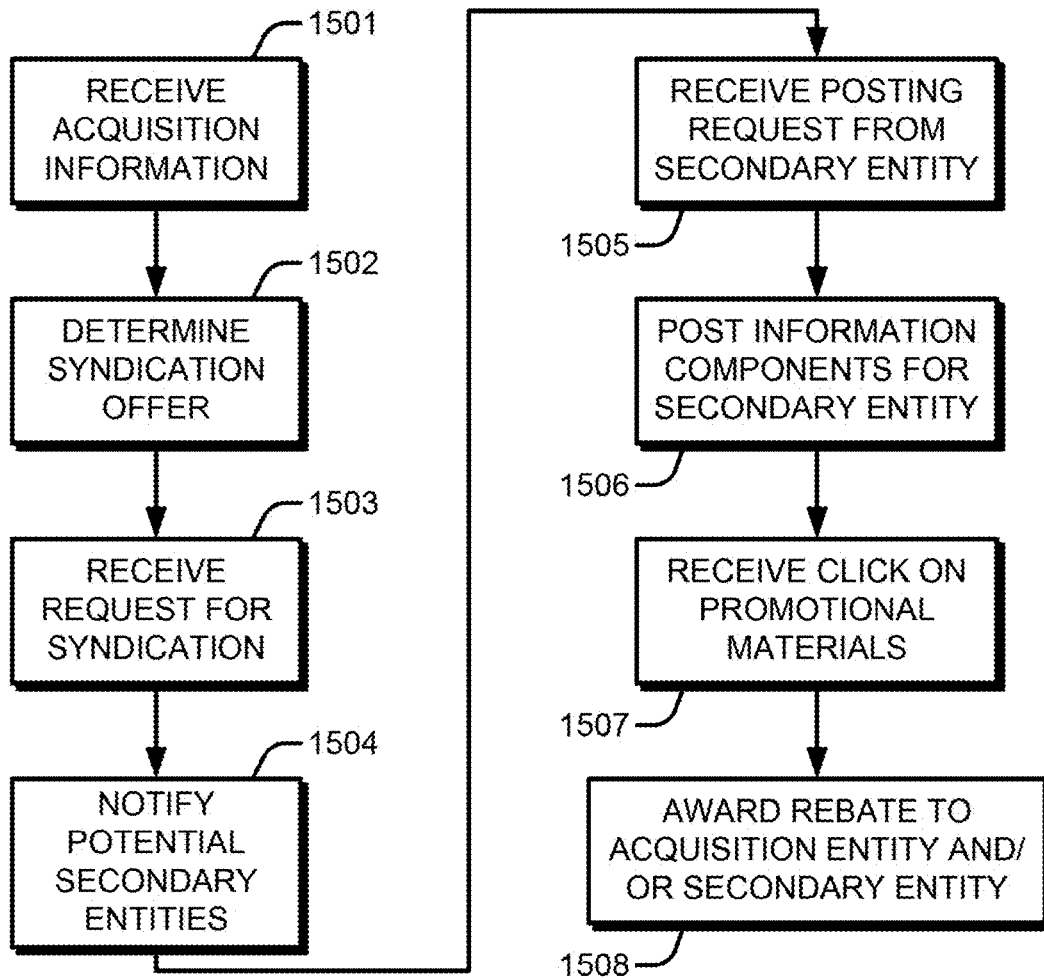 1501
RECEIVE
ACQUISITION
INFORMATION
1502
DETERMINE
SYNDICATION
OFFER
1503
RECEIVE
REQUEST FOR
SYNDICATION
1504
NOTIFY
POTENTIAL
SECONDARY
ENTITIES
RECEIVE POSTING
REQUEST FROM
SECONDARY ENTITY
1505
POST INFORMATION
COMPONENTS FOR
SECONDARY ENTITY
1506
RECEIVE CLICK ON
PROMOTIONAL
MATERIALS
1507
AWARD REBATE TO
ACQUISITION ENTITY AND/
OR SECONDARY ENTITY
1508